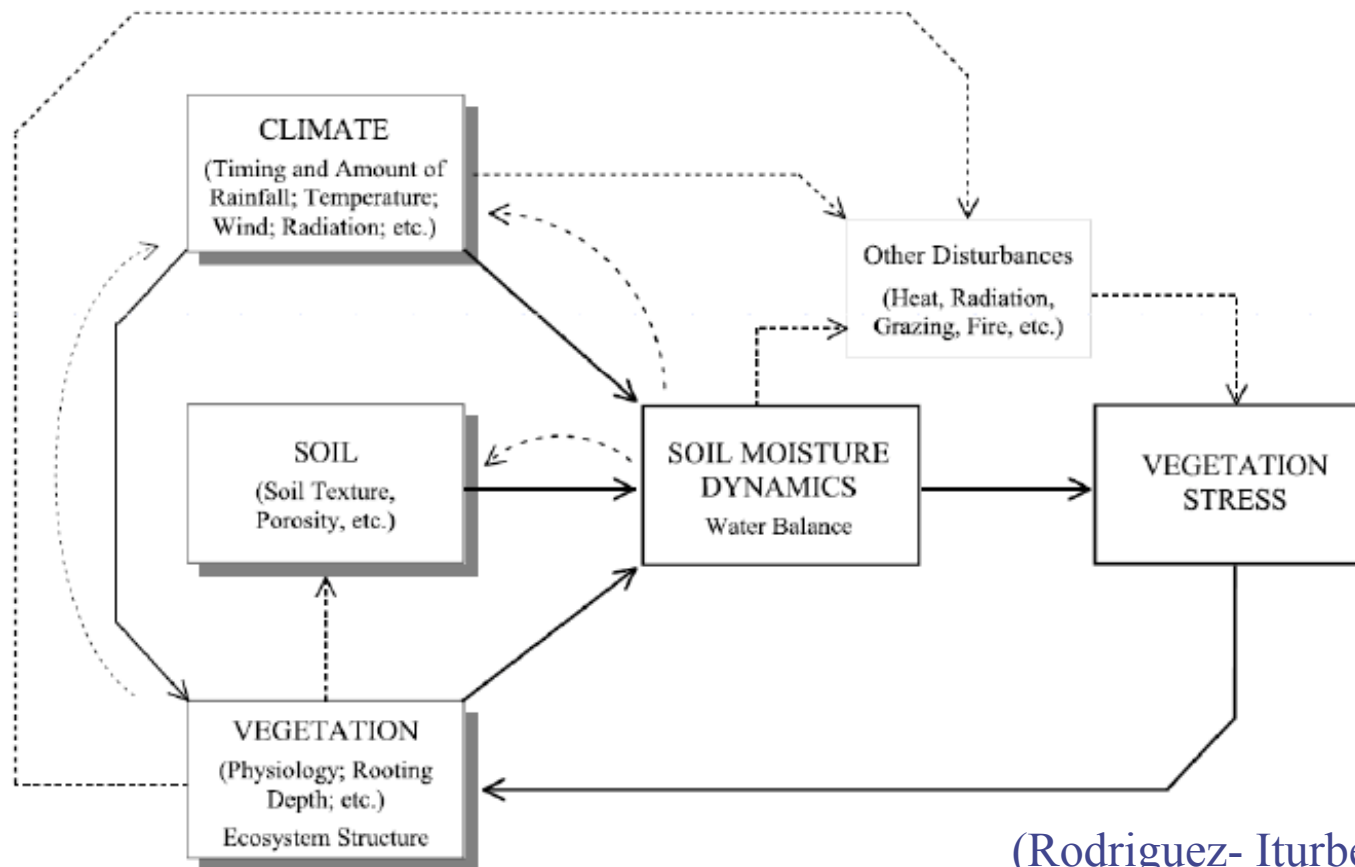 CLIMATE
(Timing and Amount of
Rainfall; Temperature;
Wind; Radiation; etc.)
Other Disturbances
(Heat, Radiation,
Grazing, Fire, etc.)
SOIL
(Soil Texture,
Porosity, etc.)
SOIL MOISTURE
DYNAMICS
Water Balance
VEGETATION
STRESS
VEGETATION
(Physiology; Rooting
Depth; etc.)
Ecosystem Structure
(Rodriguez- Iturbe